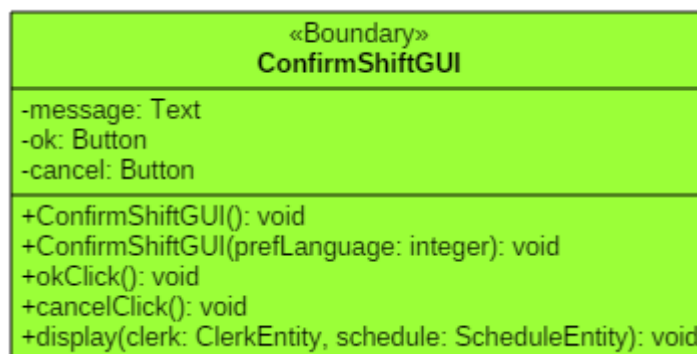 «Boundary»
ConfirmShiftGUI
-message: Text
-ok: Button
-cancel: Button
+ConfirmShiftGUI(): void
+ConfirmShiftGUI(prefLanguage: integer): void
+okClick(): void
+cancelClick(): void
+display(clerk: ClerkEntity, schedule: ScheduleEntity): void